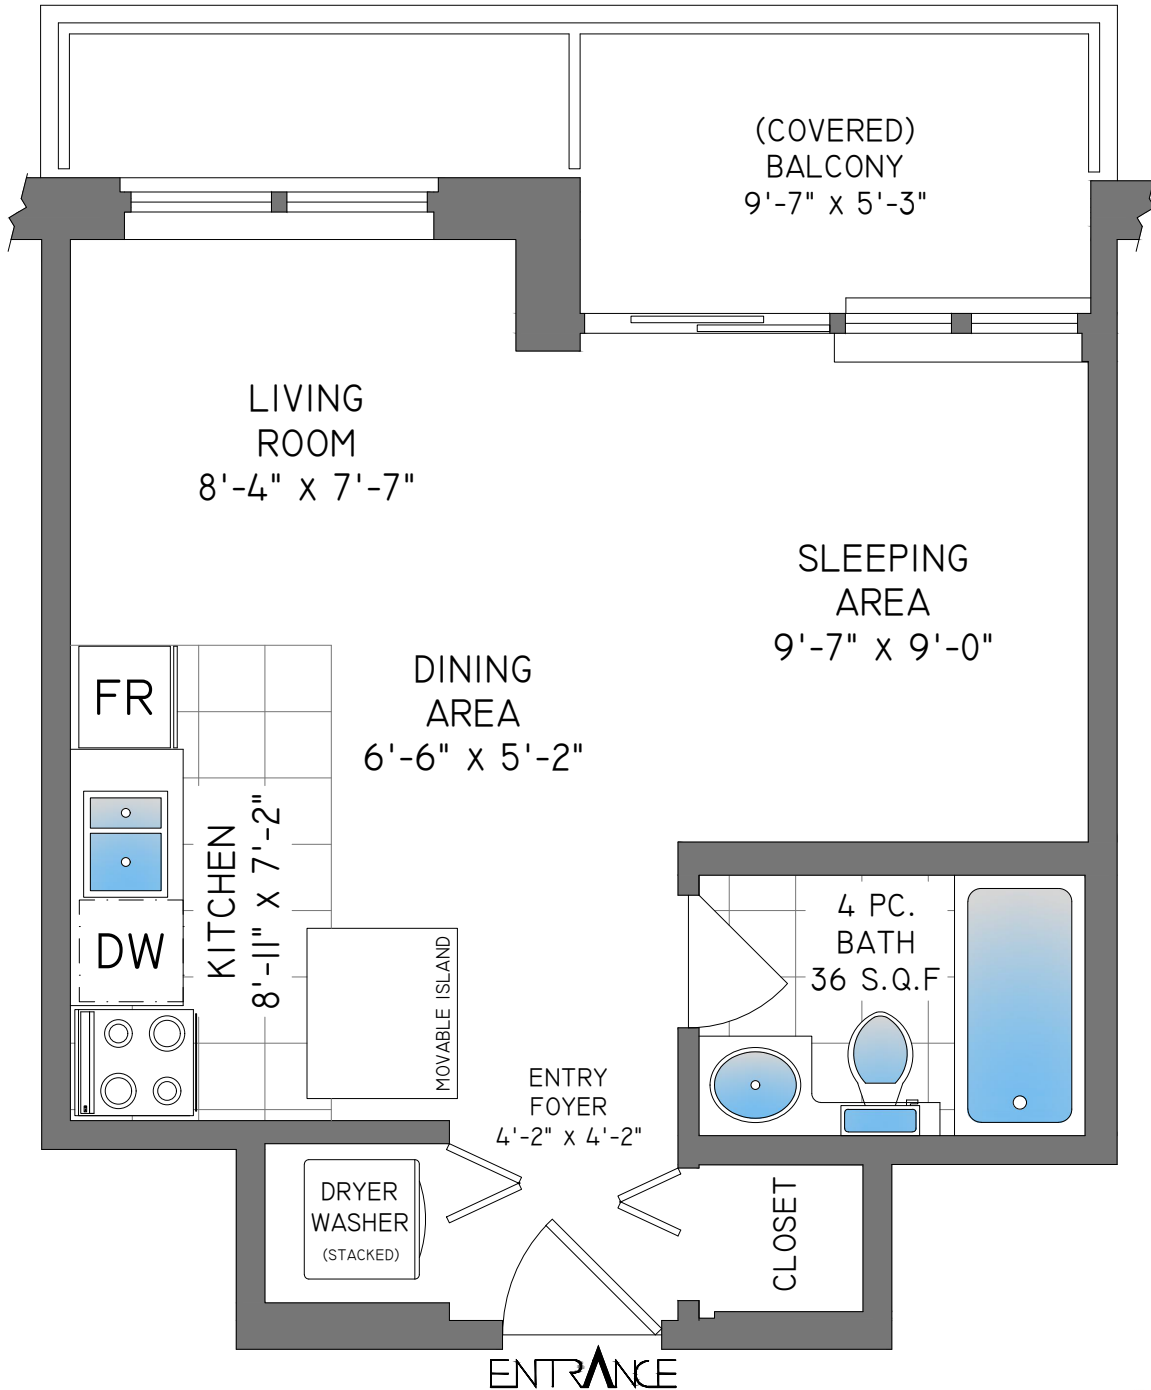 (COVERED)
BALCONY
9'-7" X 5'-3"
LIVING
ROOM
8'-4" X 7'-7"
SLEEPING
AREA
9'-7" X 9'-0"
DINING
AREA
6'-6" X 5'-2"
FR
KITCHEN
8'-11" X 7'-2"
DW
MOVABLE ISLAND
4 PC.
BATH
36 S.Q.F
ENTRY
FOYER
4'-2" X 4'-2"
DRYER
WASHER
(STACKED)
CLOSET
ENTRANCE